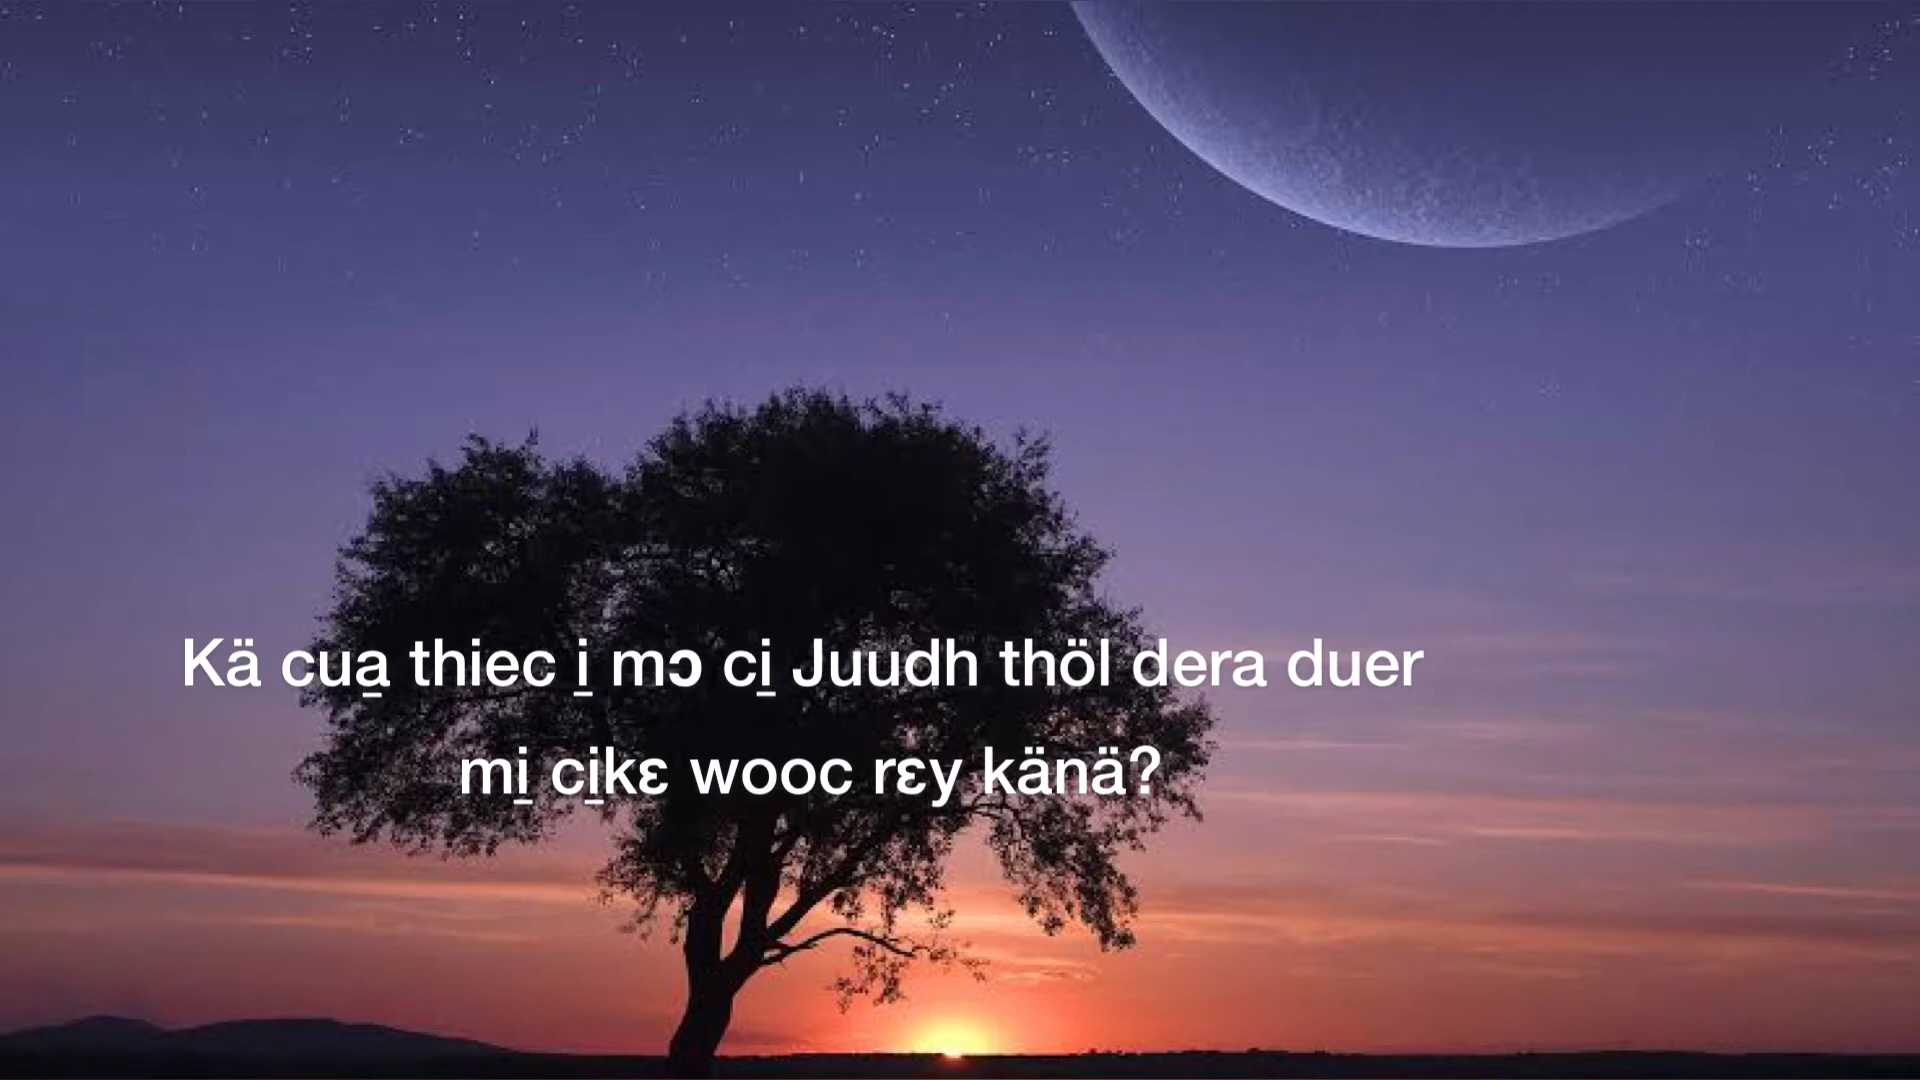 Kä cua̱ thiec i̱ mɔ ci̱ Juudh thöl dera duer
mi̱ ci̱kɛ wooc rɛy känä?